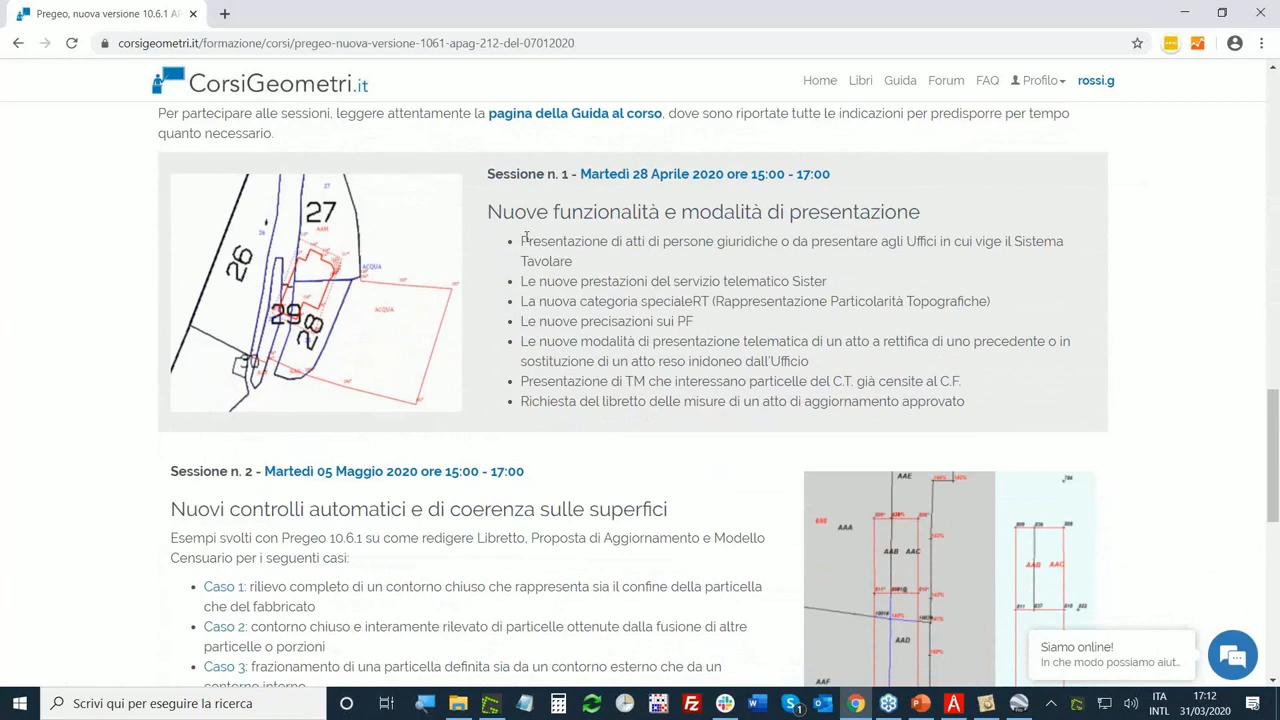 Pregeo, nuova versione 10.6.1 AP
corsigeometri.it/formazione/corsi/pregeo-nuova-versione-1061-apag-212-del-07012020
CorsiGeometri.it
Home Libri Guida Forum FAQ Profilo rossi.g
Per partecipare alle sessioni, leggere attentamente la pagina della Guida al corso, dove sono riportate tutte le indicazioni per predisporre per tempo
quanto necessario.
27
27
26
26
AAM
ACQUA
ACQUA
29
28
Sessione n. 1 - Martedì 28 Aprile 2020 ore 15:00 - 17:00
Nuove funzionalità e modalità di presentazione
• Presentazione di atti di persone giuridiche o da presentare agli Uffici in cui vige il Sistema
Tavolare
• Le nuove prestazioni del servizio telematico Sister
• La nuova categoria specialeRT (Rappresentazione Particolarità Topografiche)
• Le nuove precisazioni sui PF
• Le nuove modalità di presentazione telematica di un atto a rettifica di uno precedente o in
sostituzione di un atto reso inidoneo dall'Ufficio
• Presentazione di TM che interessano particelle del C.T. già censite al C.F.
• Richiesta del libretto delle misure di un atto di aggiornamento approvato
Sessione n. 2 - Martedì 05 Maggio 2020 ore 15:00 - 17:00
Nuovi controlli automatici e di coerenza sulle superfici
Esempi svolti con Pregeo 10.6.1 su come redigere Libretto, Proposta di Aggiornamento e Modello
Censuario per i seguenti casi:
• Caso 1: rilievo completo di un contorno chiuso che rappresenta sia il confine della particella
che del fabbricato
• Caso 2: contorno chiuso e interamente rilevato di particelle ottenute dalla fusione di altre
particelle o porzioni
• Caso 3: frazionamento di una particella definita sia da un contorno esterno che da un
contorno interno
AAE
AAA
AAB AAC
AAD
AAF
AAB AAC
Siamo online!
In che modo possiamo aiut...
Scrivi qui per eseguire la ricerca
ITA
INTL
17:12
31/03/2020